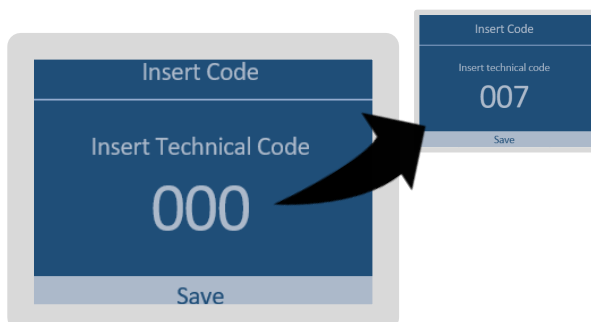 Insert Code
Insert Technical Code
000
Save
Insert Code
Insert technical code
007
Save